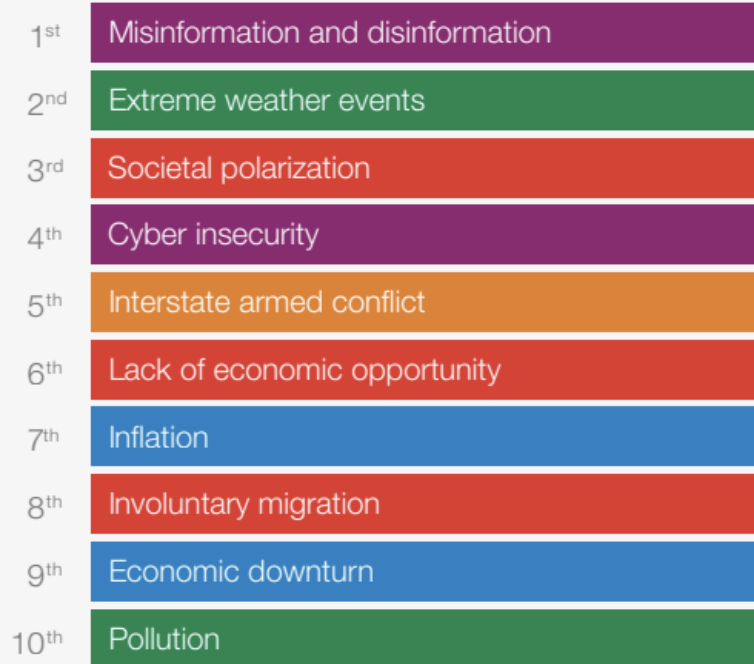 1st Misinformation and disinformation
2nd Extreme weather events
3rd Societal polarization
4th Cyber insecurity
5th Interstate armed conflict
6th Lack of economic opportunity
7th Inflation
8th Involuntary migration
9th Economic downturn
10th Pollution